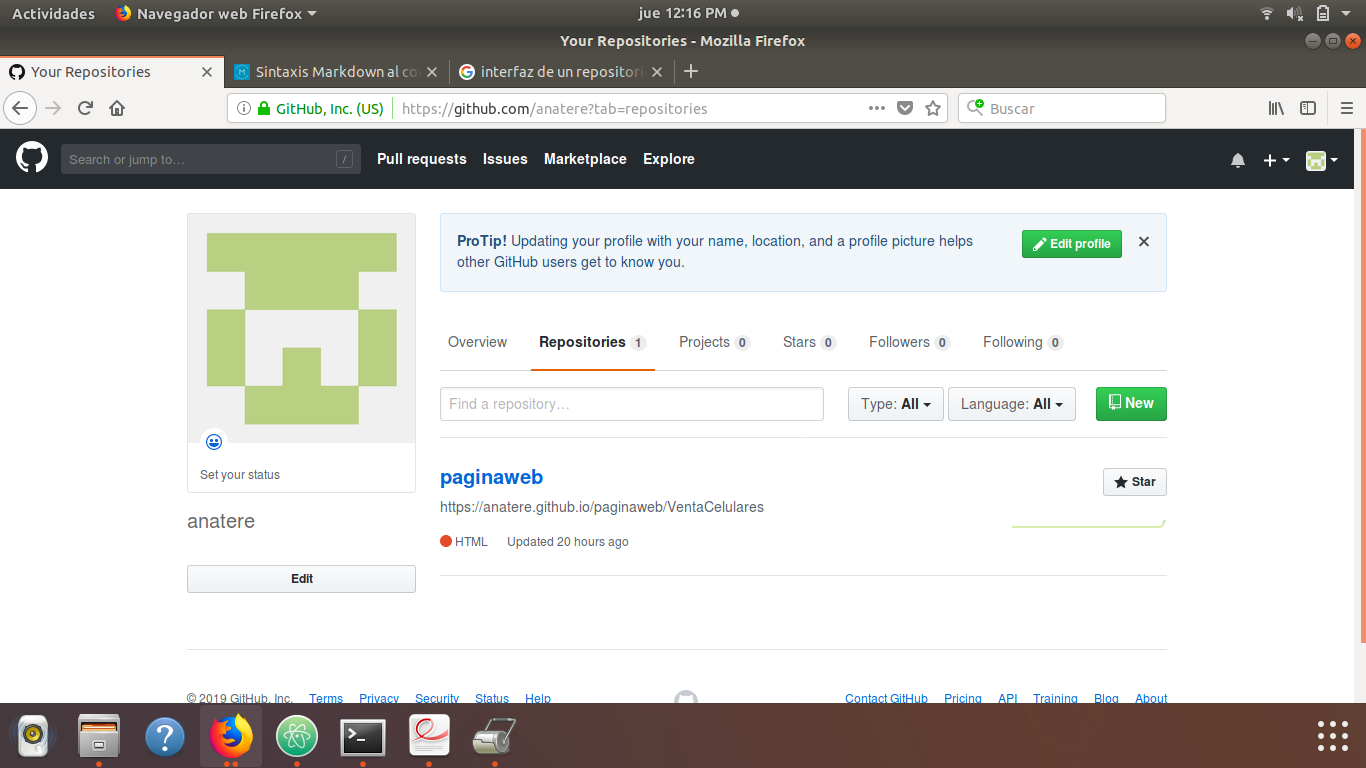 Actividades Navegador web Firefox jue 12:16 PM
Your Repositories - Mozilla Firefox
Your Repositories Sintaxis Markdown al co interfaz de un repositori
GitHub, Inc. (US) https://github.com/anatere?tab=repositories Buscar
Search or jump to… / Pull requests Issues Marketplace Explore
ProTip! Updating your profile with your name, location, and a profile picture helps
other GitHub users get to know you.
Edit profile
Overview Repositories 1 Projects 0 Stars 0 Followers 0 Following 0
Find a repository… Type: All Language: All New
Set your status
anatere
Edit
paginaweb Star
https://anatere.github.io/paginaweb/VentaCelulares
HTML Updated 20 hours ago
© 2019 GitHub, Inc. Terms Privacy Security Status Help Contact GitHub Pricing API Training Blog About